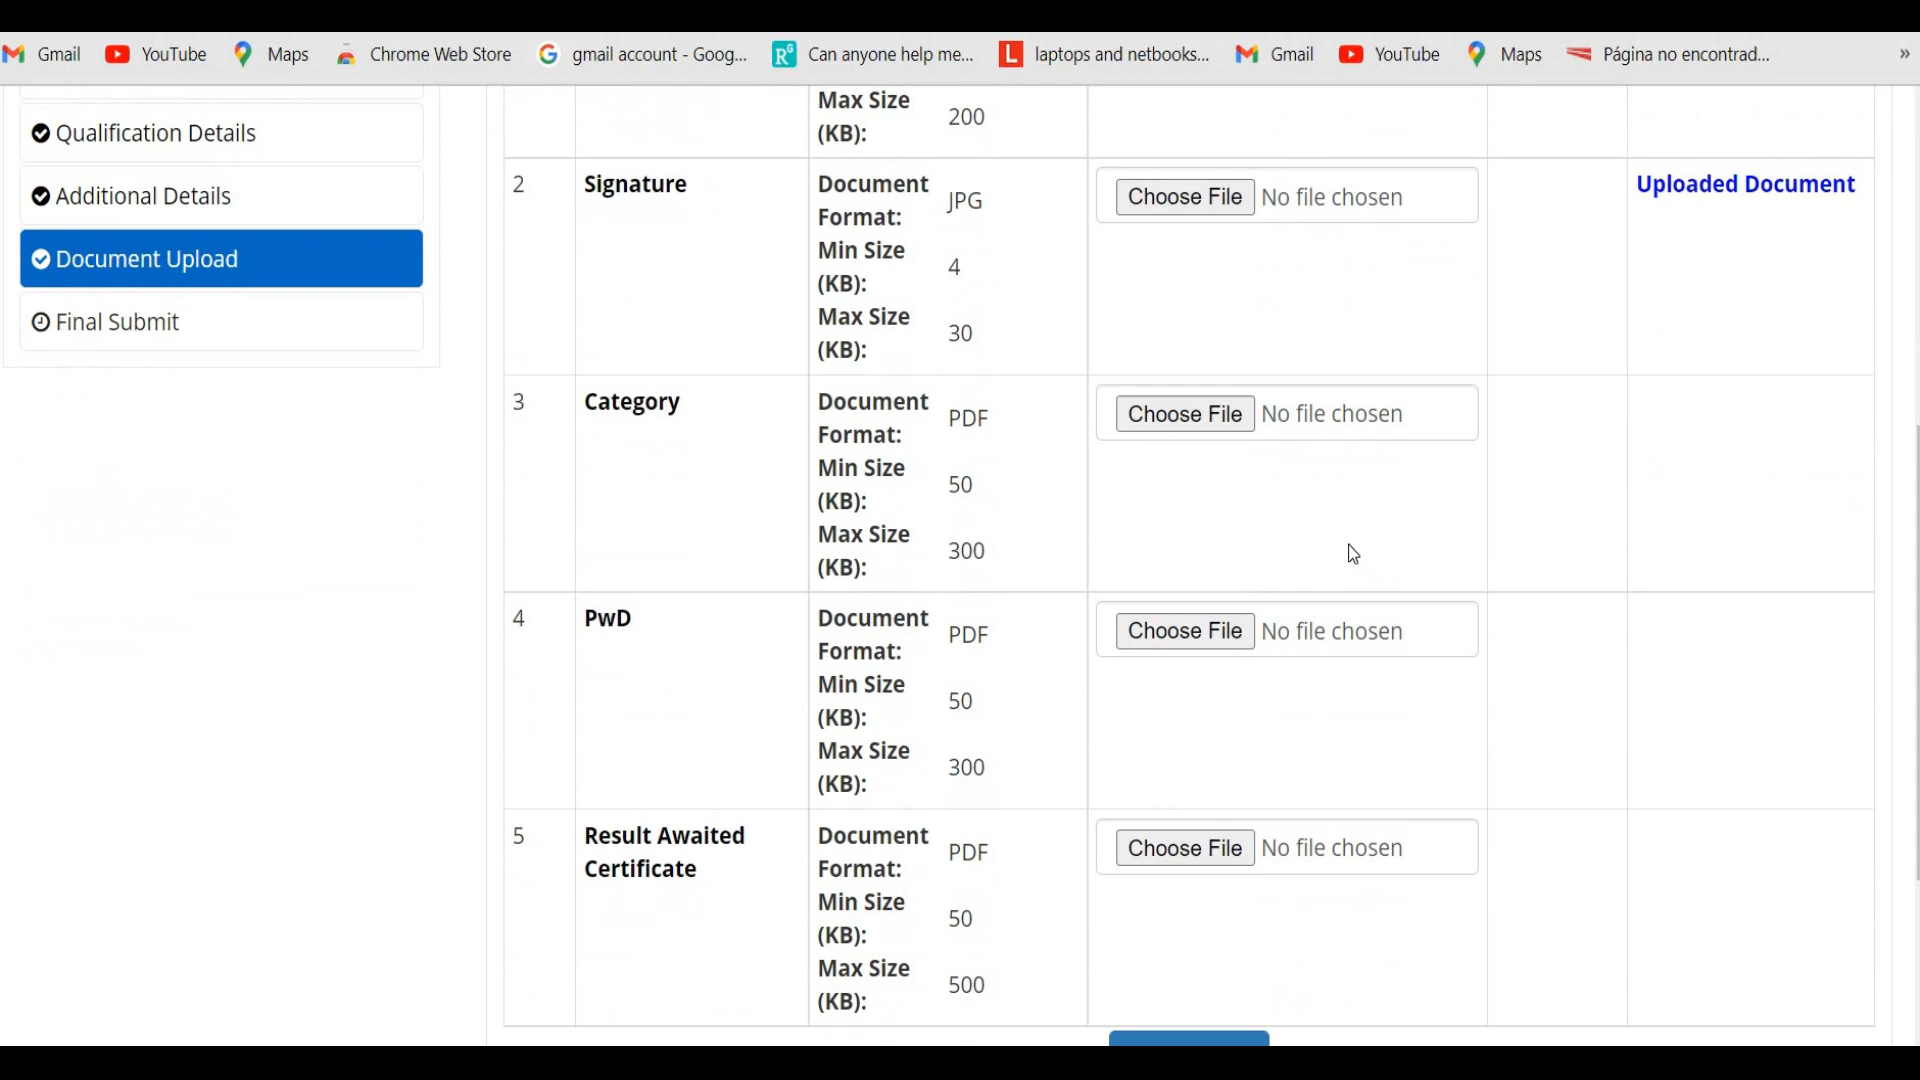 Gmail YouTube Maps Chrome Web Store gmail account - Goog... Can anyone help me... laptops and netbooks... Gmail YouTube Maps Página no encontrad... »
Qualification Details
Additional Details
Document Upload
Final Submit
Max Size
(KB):
200
2
Signature
Document
Format:
JPG
Min Size
(KB):
4
Max Size
(KB):
30
Choose File No file chosen
Uploaded Document
3
Category
Document
Format:
PDF
Min Size
(KB):
50
Max Size
(KB):
300
Choose File No file chosen
4
PwD
Document
Format:
PDF
Min Size
(KB):
50
Max Size
(KB):
300
Choose File No file chosen
5
Result Awaited
Certificate
Document
Format:
PDF
Min Size
(KB):
50
Max Size
(KB):
500
Choose File No file chosen